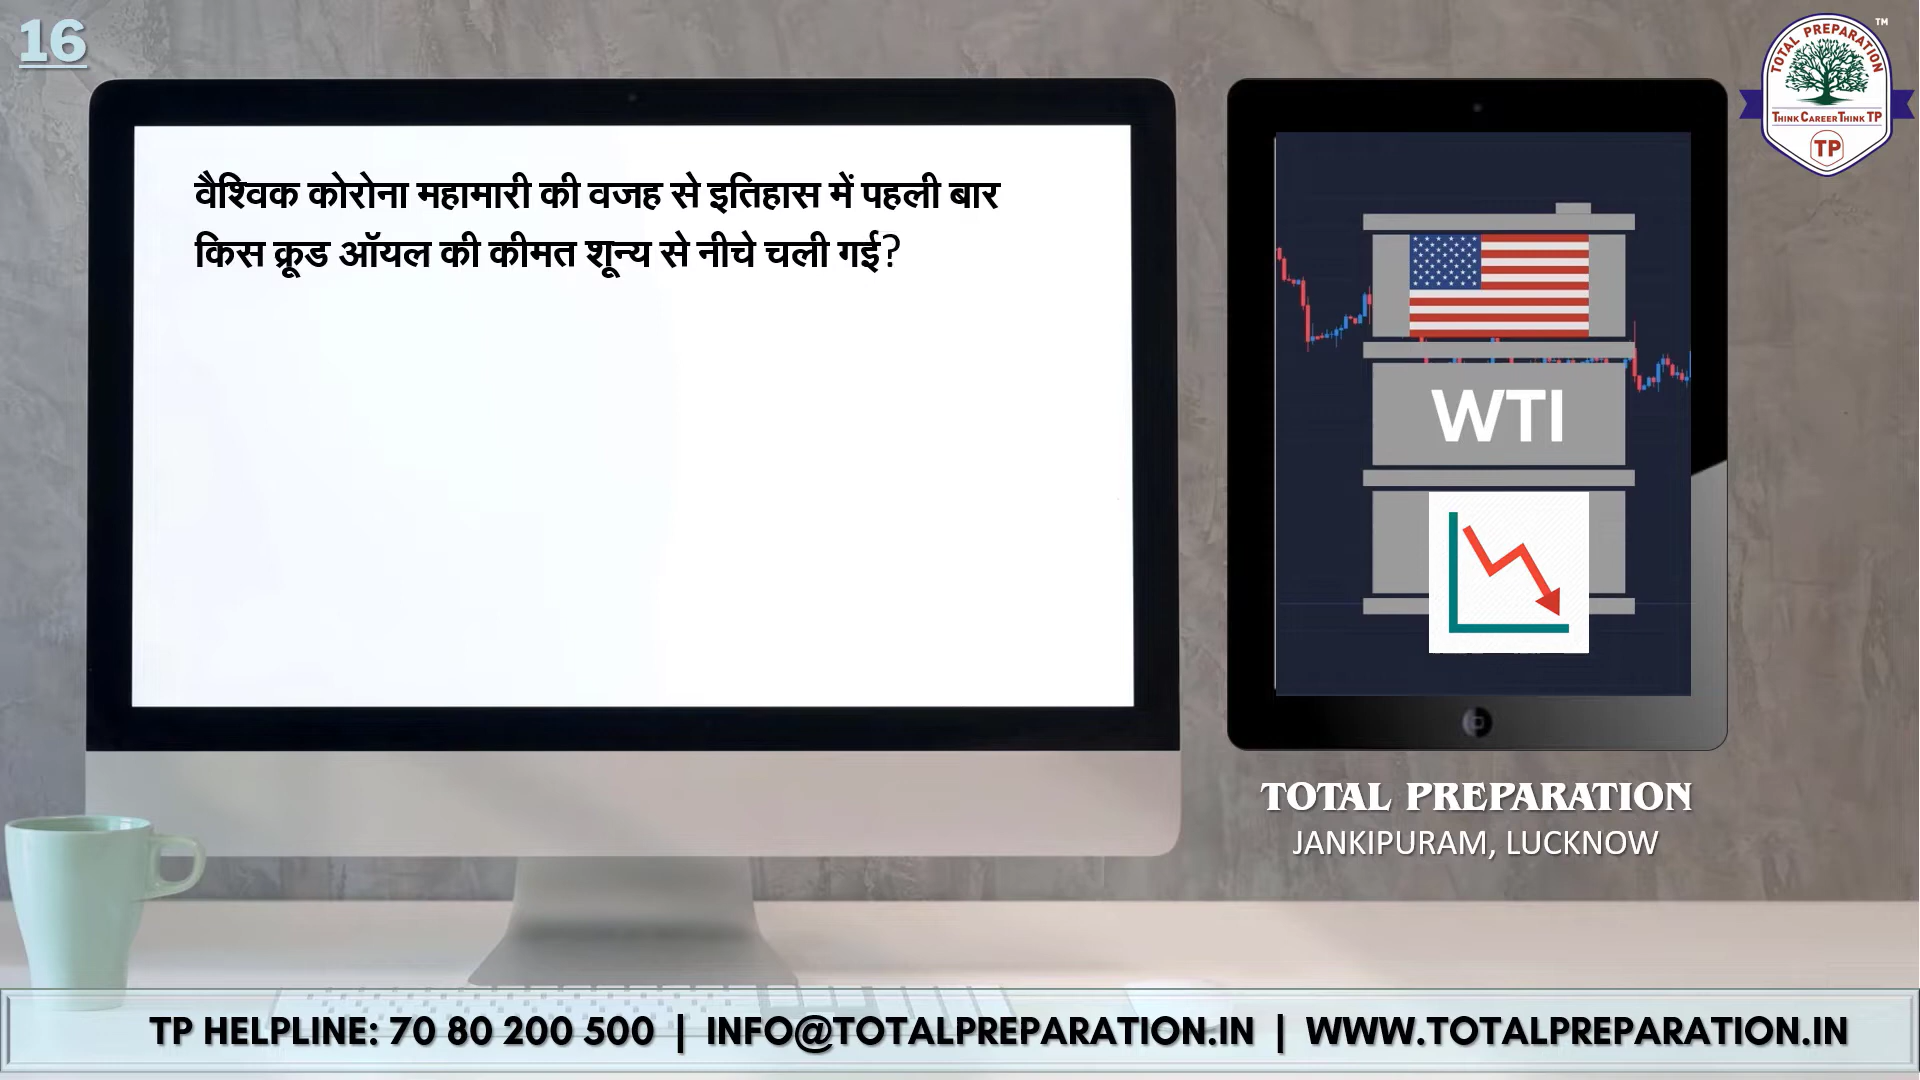 16
वैश्विक कोरोना महामारी की वजह से इतिहास में पहली बार
किस क्रूड ऑयल की कीमत शून्य से नीचे चली गई?
WTI
TM
TOTAL PREPARATION
THINK CAREER THINK TP
TP
TOTAL PREPARATION
JANKIPURAM, LUCKNOW
TP HELPLINE: 70 80 200 500 | INFO@TOTALPREPARATION.IN | WWW.TOTALPREPARATION.IN